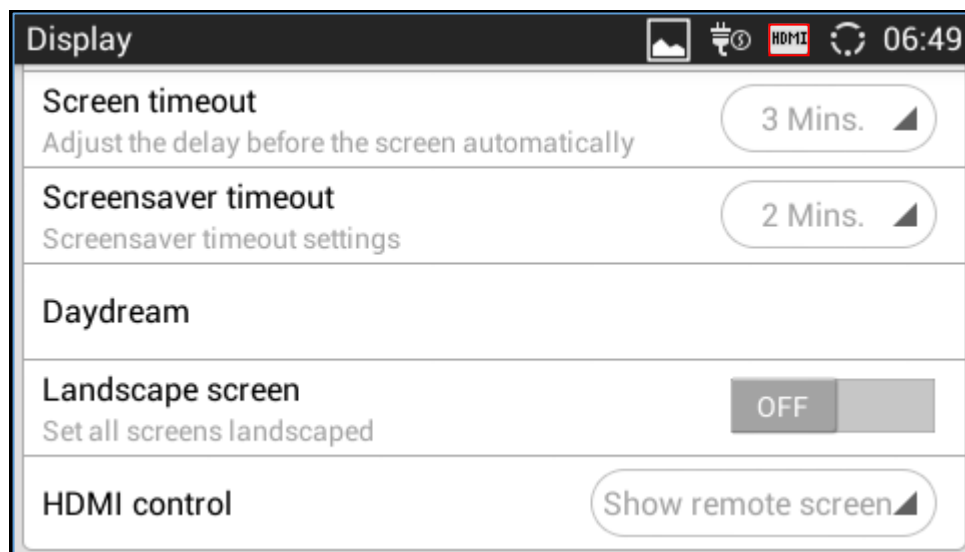 Display HDMI 06:49
Screen timeout
Adjust the delay before the screen automatically
3 Mins.
Screensaver timeout
Screensaver timeout settings
2 Mins.
Daydream
Landscape screen
Set all screens landscaped
OFF
HDMI control
Show remote screen